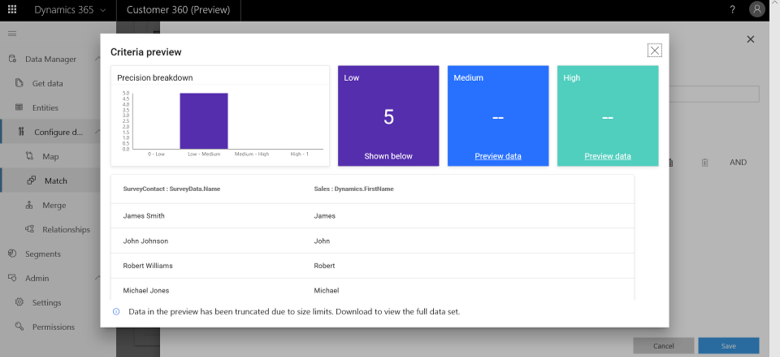 Dynamics 365
Customer 360 (Preview)
?
Data Manager
Get data
Entities
Configure d...
Map
Match
Merge
Relationships
Segments
Admin
Settings
Permissions
Criteria preview
Precision breakdown
5.0
4.5
4.0
3.5
3.0
2.5
2.0
1.5
1.0
0.5
0.0
0 - Low
Low - Medium
Medium - High
High - 1
Low
5
Shown below
Medium
--
Preview data
High
--
Preview data
SurveyContact : SurveyData.Name
Sales : Dynamics.FirstName
James Smith
James
John Johnson
John
Robert Williams
Robert
Michael Jones
Michael
Data in the preview has been truncated due to size limits. Download to view the full data set.
AND
Cancel
Save